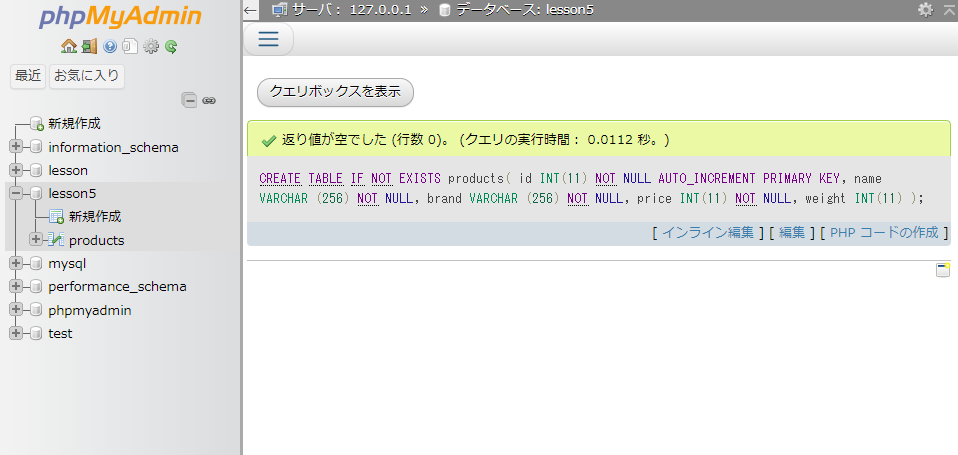 phpMyAdmin
最近 お気に入り
新規作成
information_schema
lesson
lesson5
新規作成
products
mysql
performance_schema
phpmyadmin
test
← サーバ: 127.0.0.1 » データベース: lesson5
クエリボックスを表示
返り値が空でした (行数 0)。 (クエリの実行時間： 0.0112 秒。)
CREATE TABLE IF NOT EXISTS products( id INT(11) NOT NULL AUTO_INCREMENT PRIMARY KEY, name
VARCHAR (256) NOT NULL, brand VARCHAR (256) NOT NULL, price INT(11) NOT NULL, weight INT(11) );
[ インライン編集 ] [ 編集 ] [ PHP コードの作成 ]